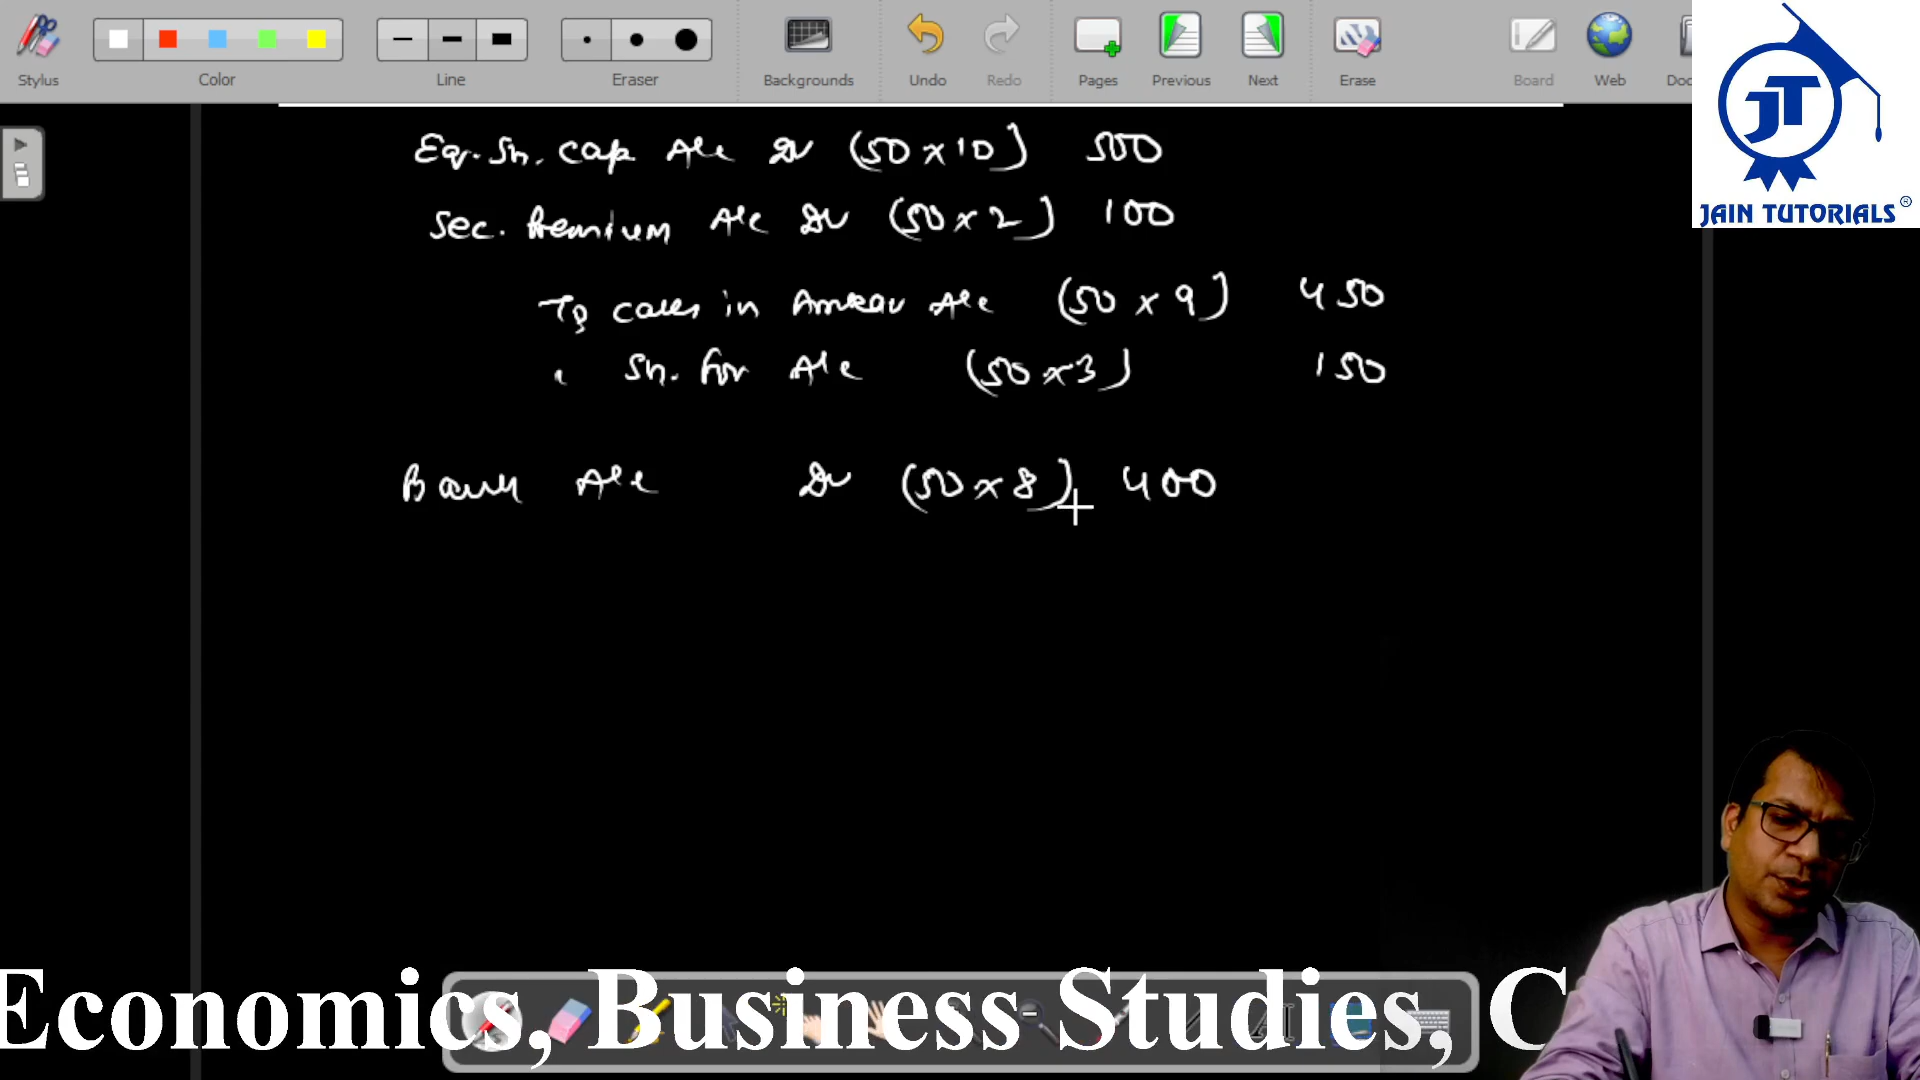 Stylus Color Line Eraser Backgrounds Undo Redo Pages Previous Next Erase Board Web Doc
JT
JAIN TUTORIALS®
Eq. Sh. Cap A/c Dr (50 x 10) 500
Sec. Premium A/c Dr (50 x 2) 100
To calls in Arrear A/c (50 x 9) 450
" Sh. For A/c (50 x 3) 150
Bank A/c Dr (50 x 8) 400
Economics, Business Studies, C